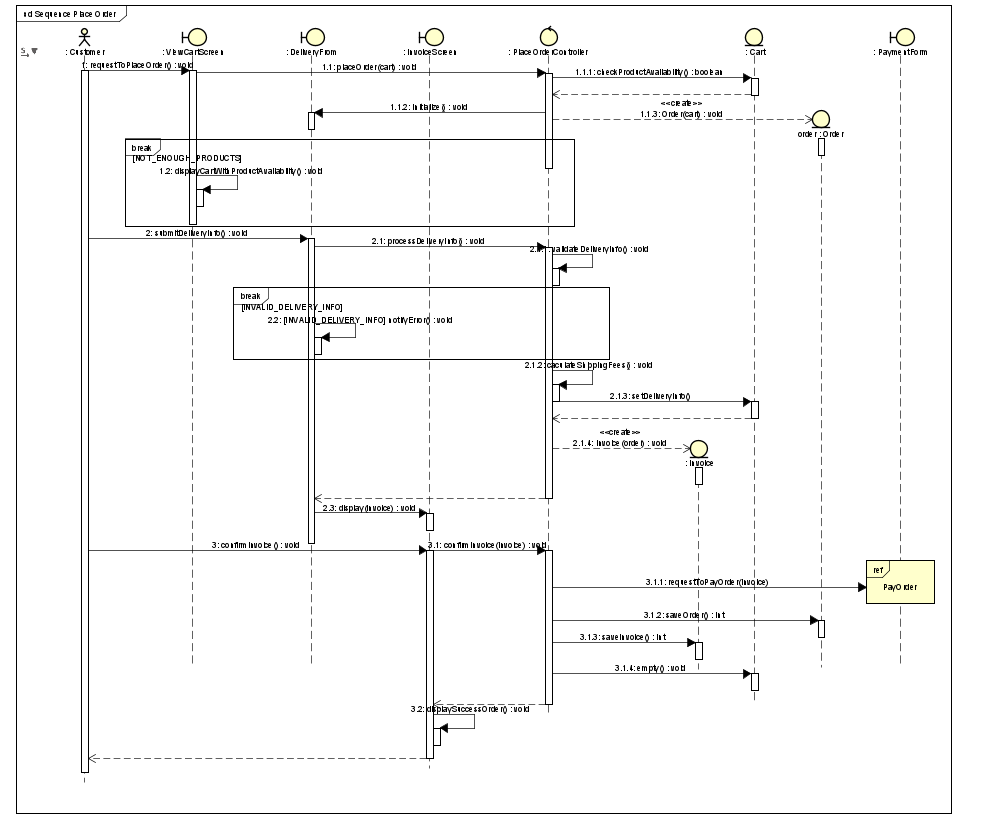 sd Sequence Place Order
: Customer
: ViewCartScreen
: DeliveryFrom
: InvoiceScreen
: PlaceOrderController
: Cart
: PaymentForm
1: requestToPlaceOrder() : void
1.1: placeOrder(cart) : void
1.1.1: checkProductAvailability() : boolean
<<create>>
1.1.2: initialize() : void
1.1.3: Order(cart) : void
order : Order
break
[NOT_ENOUGH_PRODUCTS]
1.2: displayCartWithProductAvailability() : void
2: submitDeliveryInfo() : void
2.1: processDeliveryInfo() : void
validateDeliveryInfo() : void
break
[INVALID_DELIVERY_INFO]
2.2: [INVALID_DELIVERY_INFO] notifyError() : void
2.1.2: caculateShippingFees() : void
2.1.3: setDeliveryInfo()
<<create>>
2.1.4: Invoice(order) : void
: Invoice
2.3: display(invoice) : void
3: confirmInvoice() : void
3.1: confirmInvoice(invoice) : void
ref
3.1.1: requestToPayOrder(invoice)
PayOrder
3.1.2: saveOrder() : int
3.1.3: saveInvoice() : int
3.1.4: empty() : void
3.2: displaySuccessOrder() : void